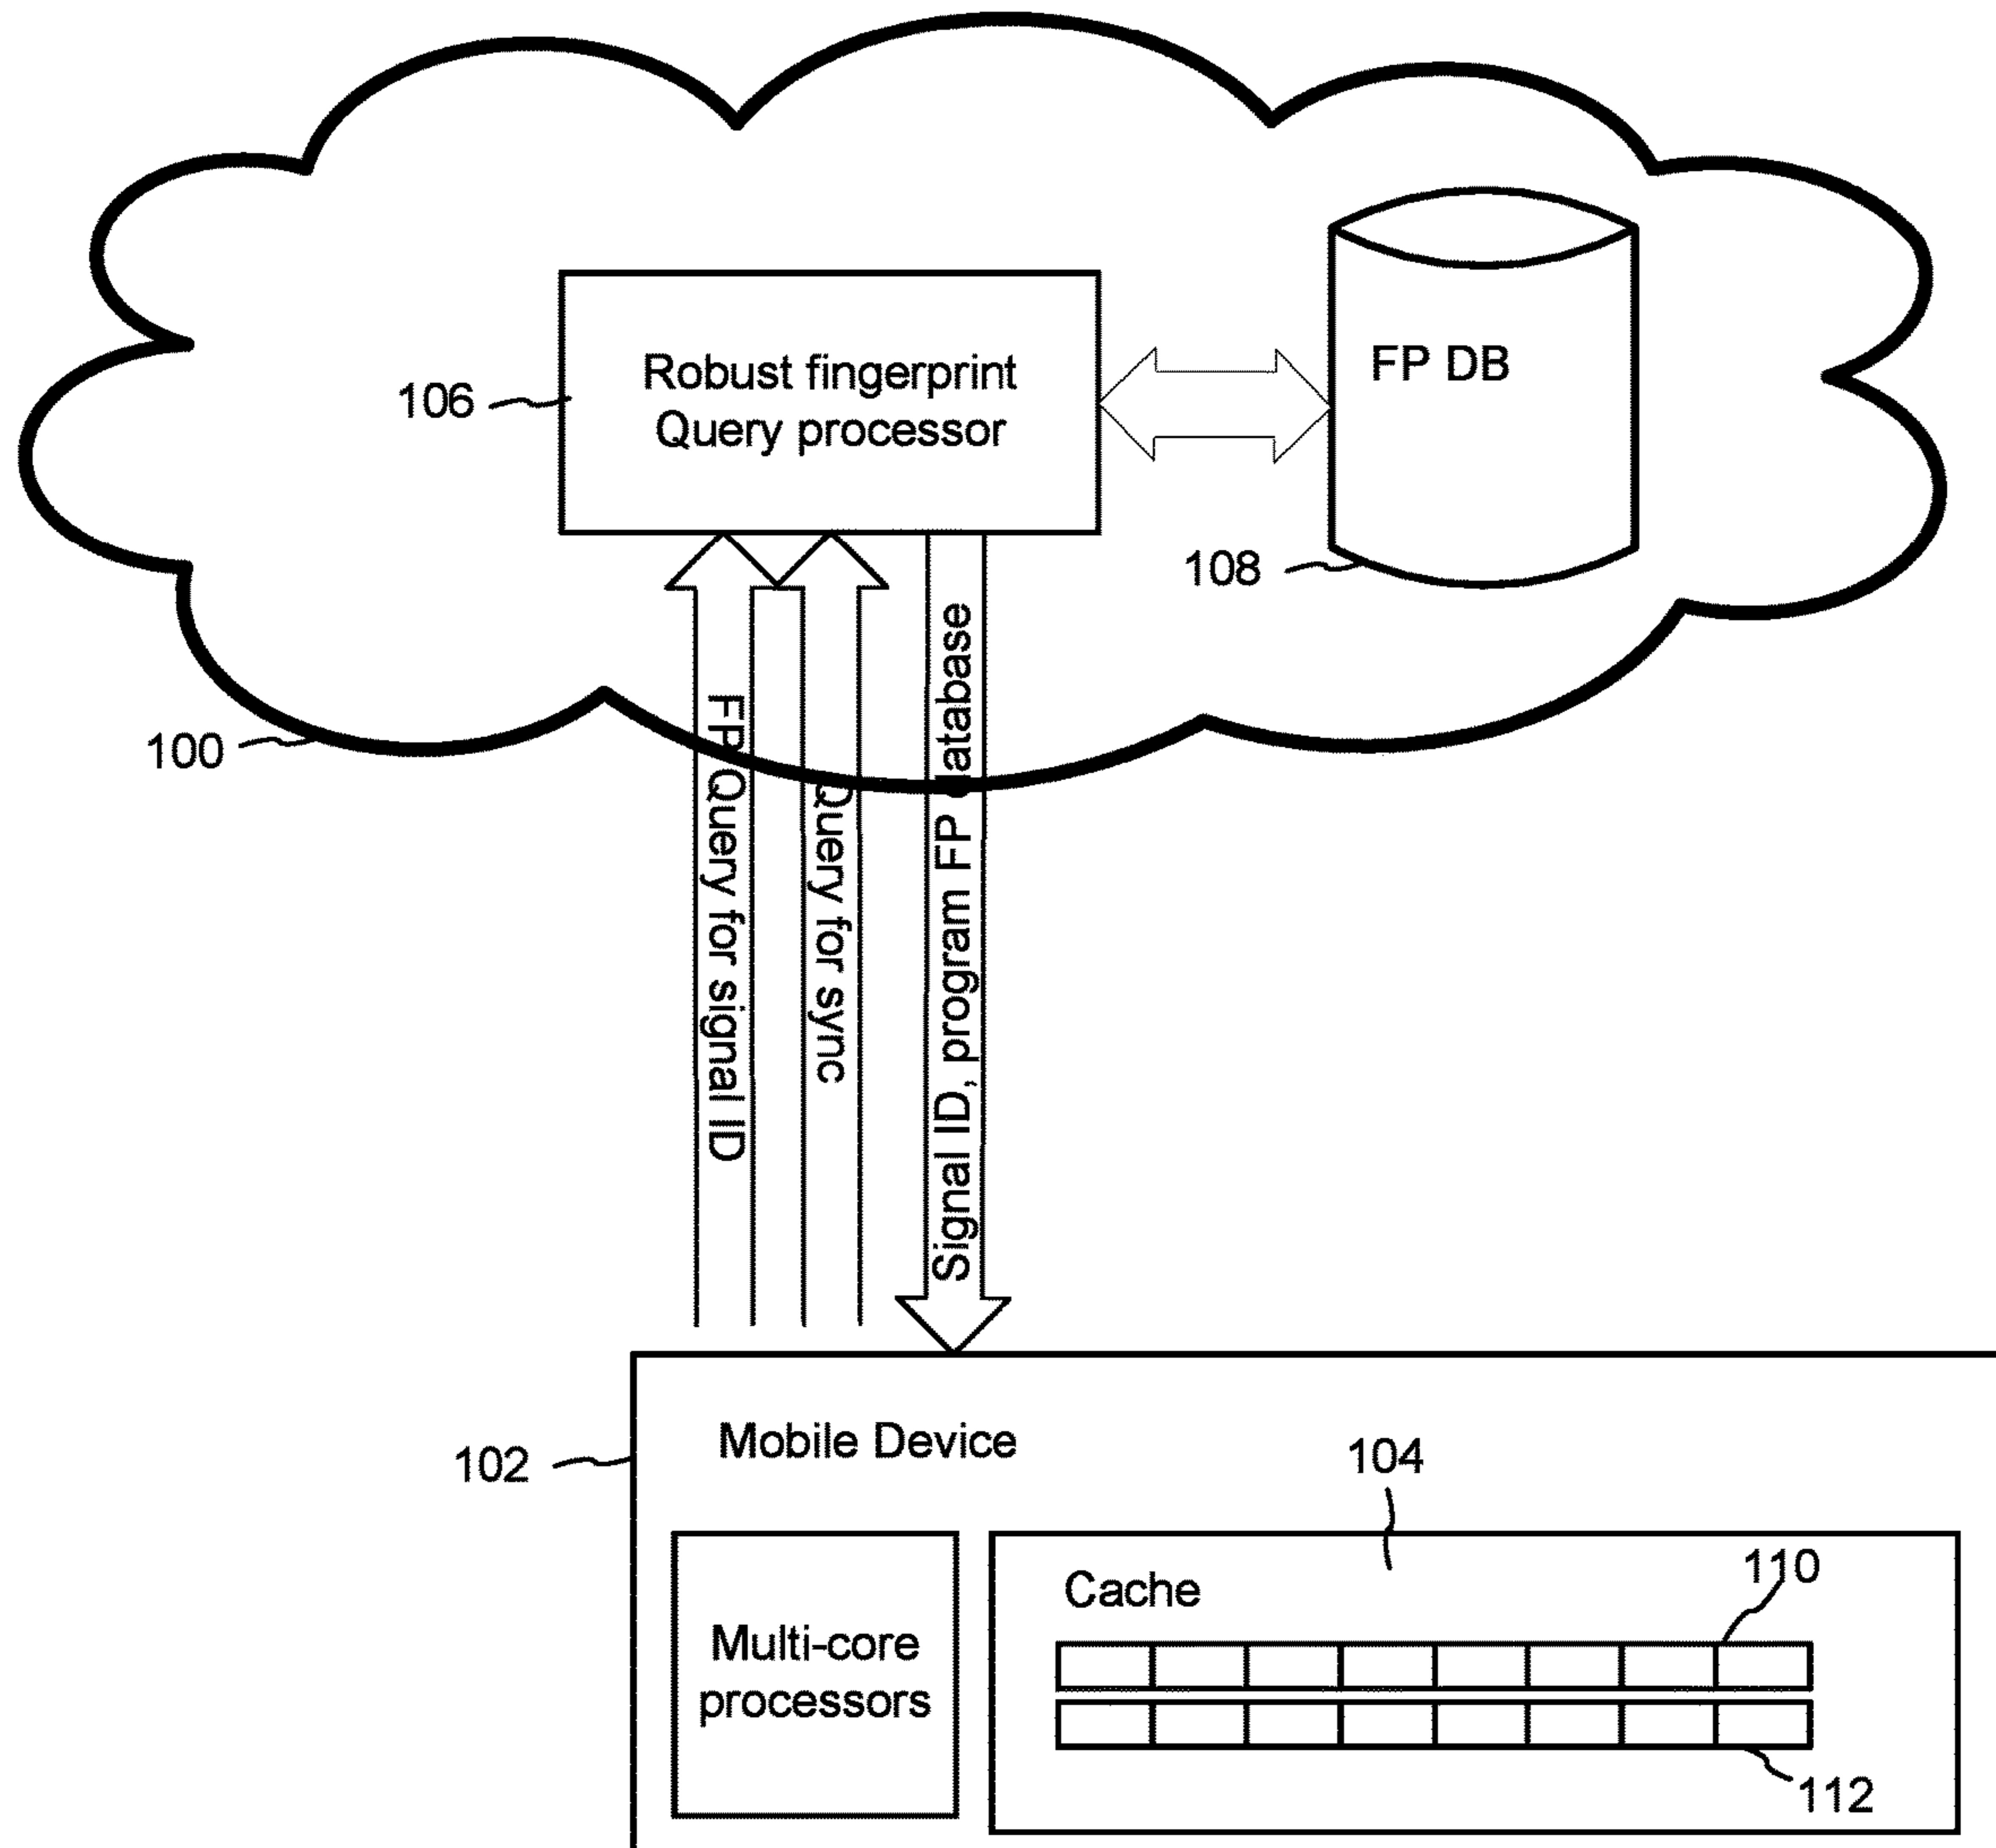 Robust fingerprint
Query processor
106
FP DB
108
100
FP Query for signal ID
Query for sync
Signal ID, program FP database
Mobile Device
102
104
Cache
110
Multi-core
processors
112